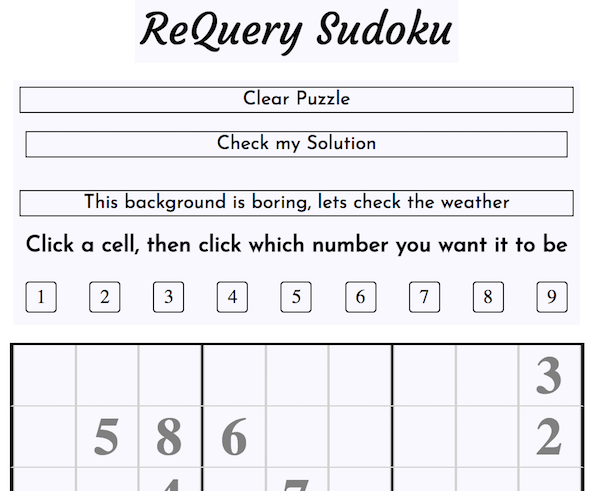 ReQuery Sudoku
Clear Puzzle
Check my Solution
This background is boring, lets check the weather
Click a cell, then click which number you want it to be
1 2 3 4 5 6 7 8 9
3
5 8 6 2
4 7